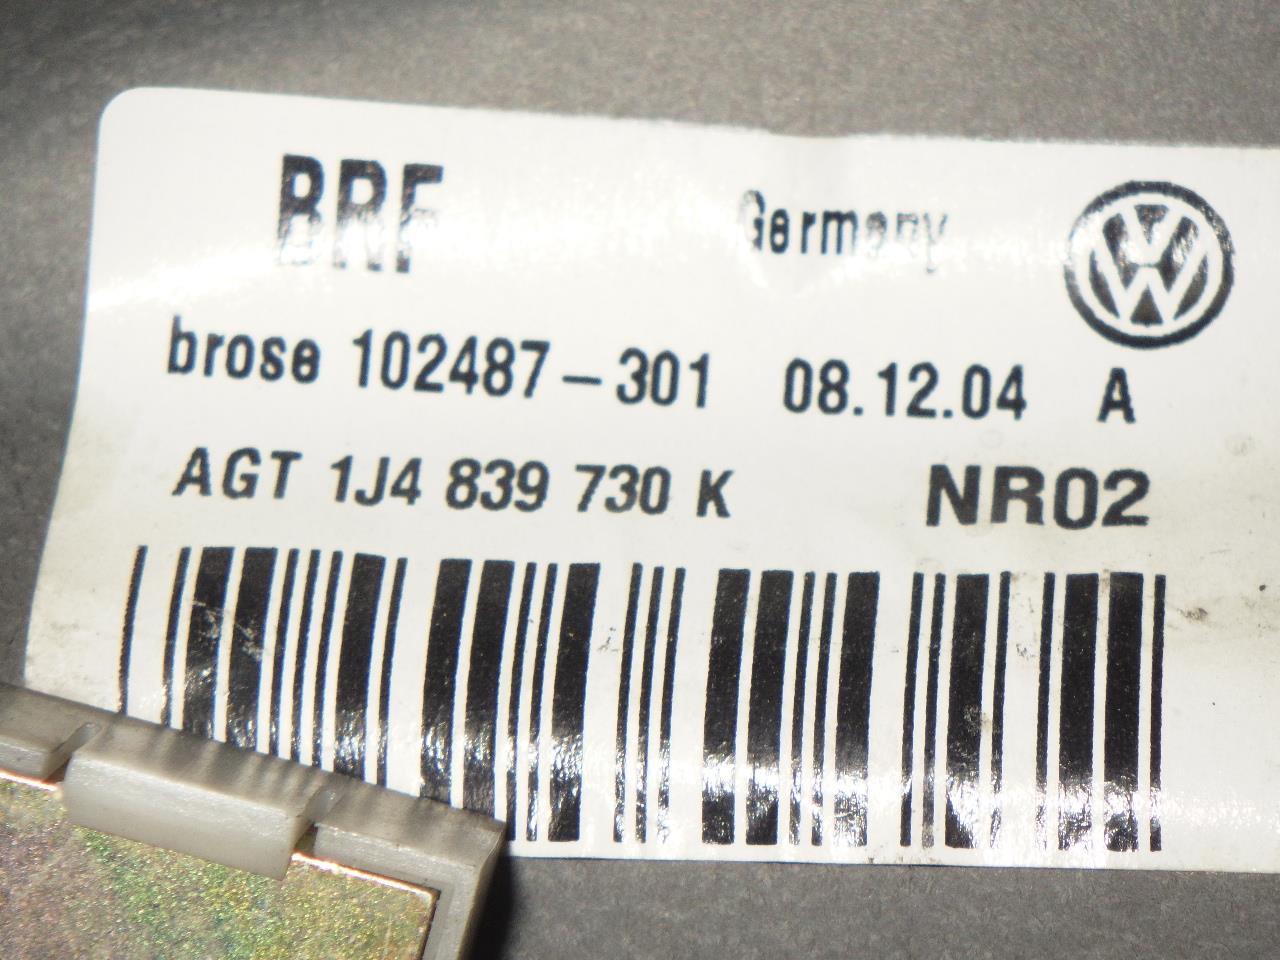 BRF Germany
brose 102487-301 08.12.04 A
AGT 1J4 839 730 K NR02